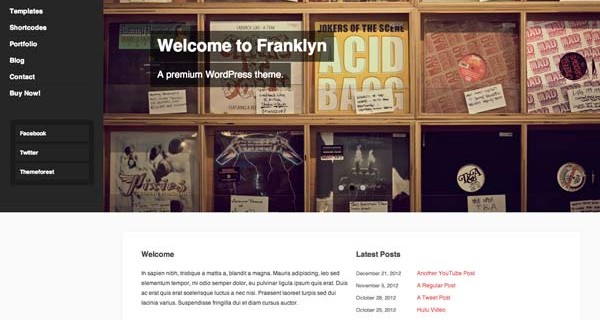 Templates
Shortcodes
Portfolio
Blog
Contact
Buy Now!
Facebook
Twitter
Themeforest
Welcome to Franklyn
A premium WordPress theme.
JOKERS OF THE SCENE
ACID
BAGG
MAD
MAD
Pixies
T&A
Welcome
In sapien nibh, tristique a mattis a, blandit a magna. Mauris adipiscing, leo sed
elementum tempor, mi odio semper dolor, eu pulvinar ligula ipsum quis erat. Duis
ac erat quis erat scelerisque luctus a nec nisi. Praesent laoreet turpis sed dui
lacinia varius. Suspendisse fringilla dui et diam cursus auctor.
Latest Posts
December 21, 2012 Another YouTube Post
November 5, 2012 A Regular Post
October 28, 2012 A Tweet Post
October 25, 2012 Hulu Video